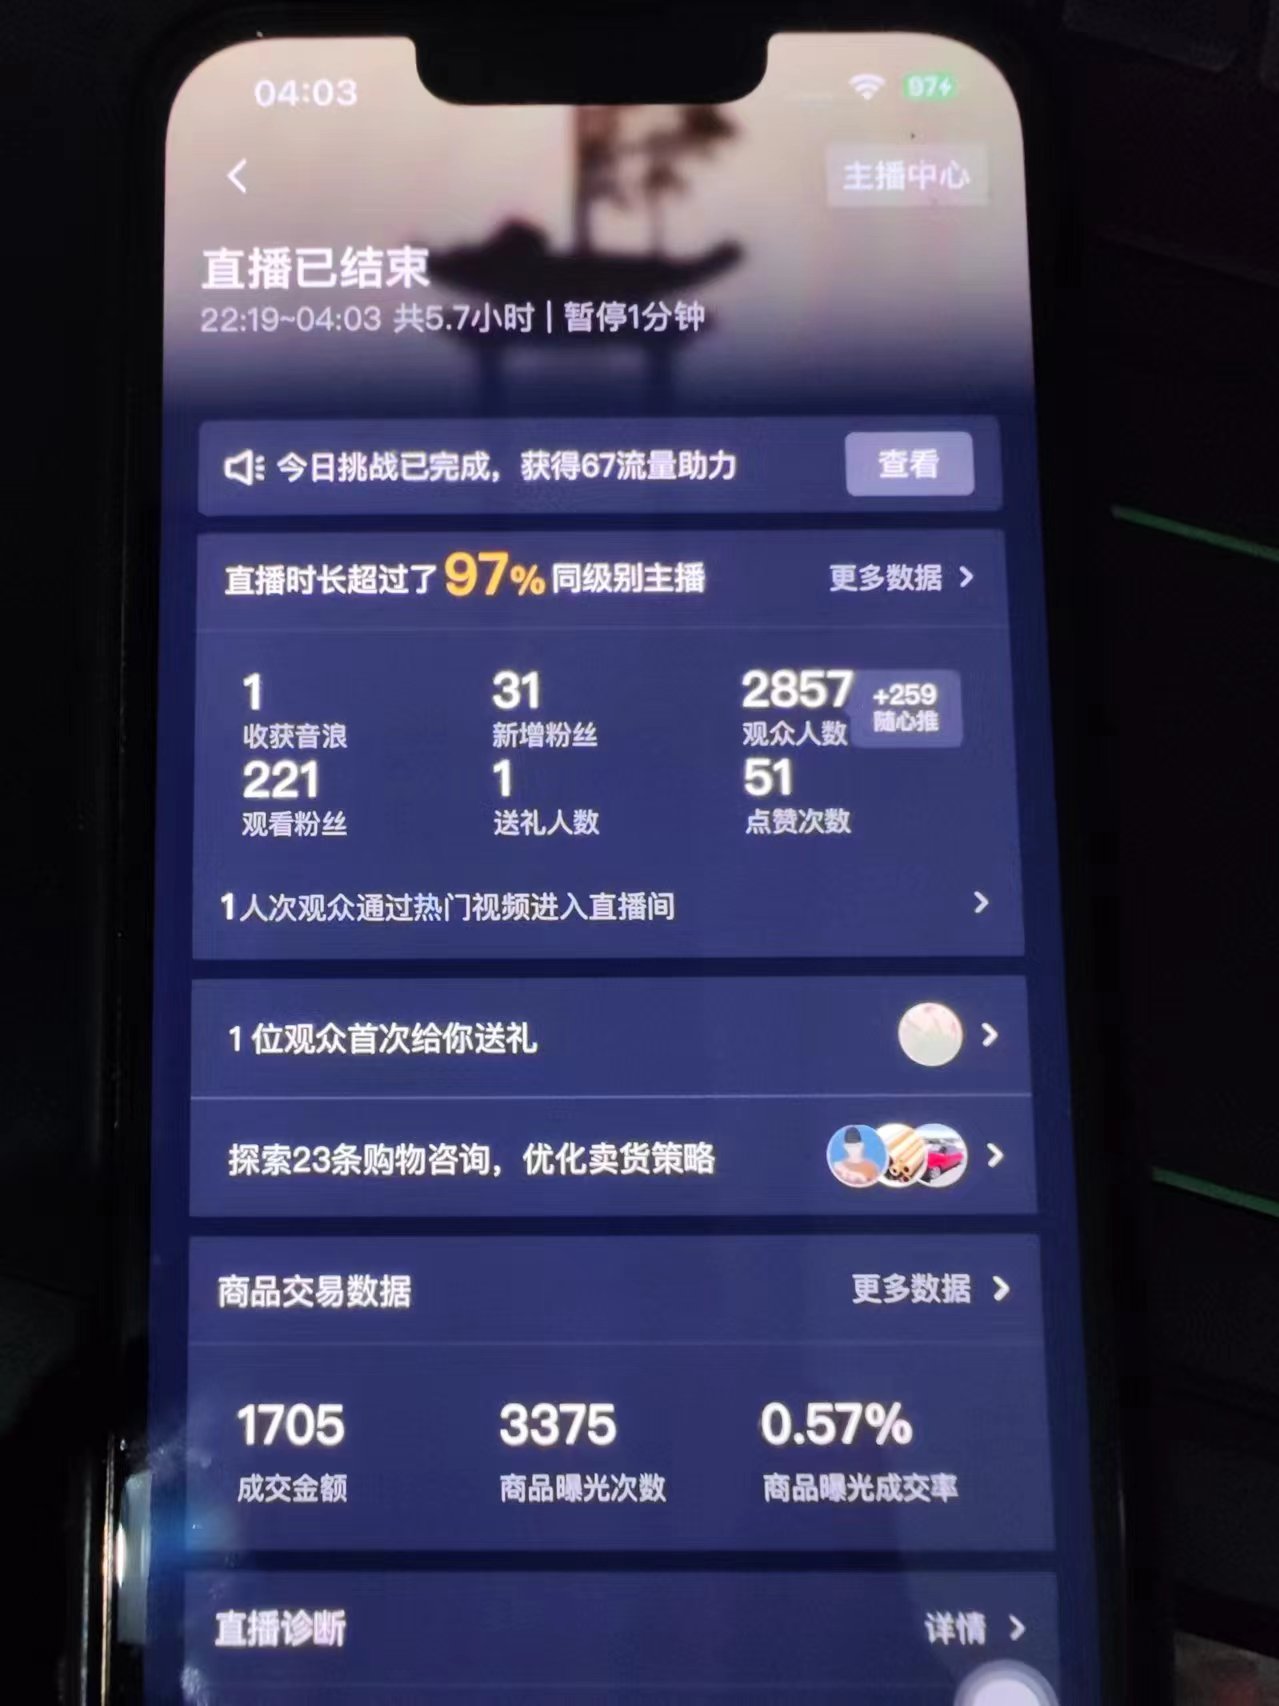 04:03
97
主播中心
直播已结束
22:19~04:03 共5.7小时 | 暂停1分钟
今日挑战已完成，获得67流量助力
查看
直播时长超过了97%同级别主播
更多数据
1
31
2857
+259
随心推
收获音浪
新增粉丝
观众人数
221
1
51
观看粉丝
送礼人数
点赞次数
1人次观众通过热门视频进入直播间
1 位观众首次给你送礼
探索23条购物咨询，优化卖货策略
商品交易数据
更多数据
1705
3375
0.57%
成交金额
商品曝光次数
商品曝光成交率
直播诊断
详情